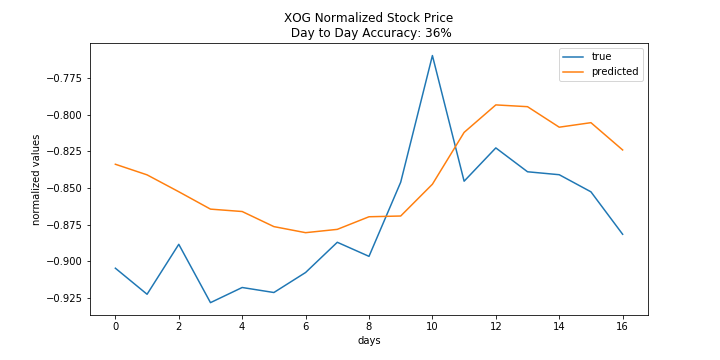 XOG Normalized Stock Price
Day to Day Accuracy: 36%
true
predicted
normalized values
−0.775
−0.800
−0.825
−0.850
−0.875
−0.900
−0.925
0 2 4 6 8 10 12 14 16
days